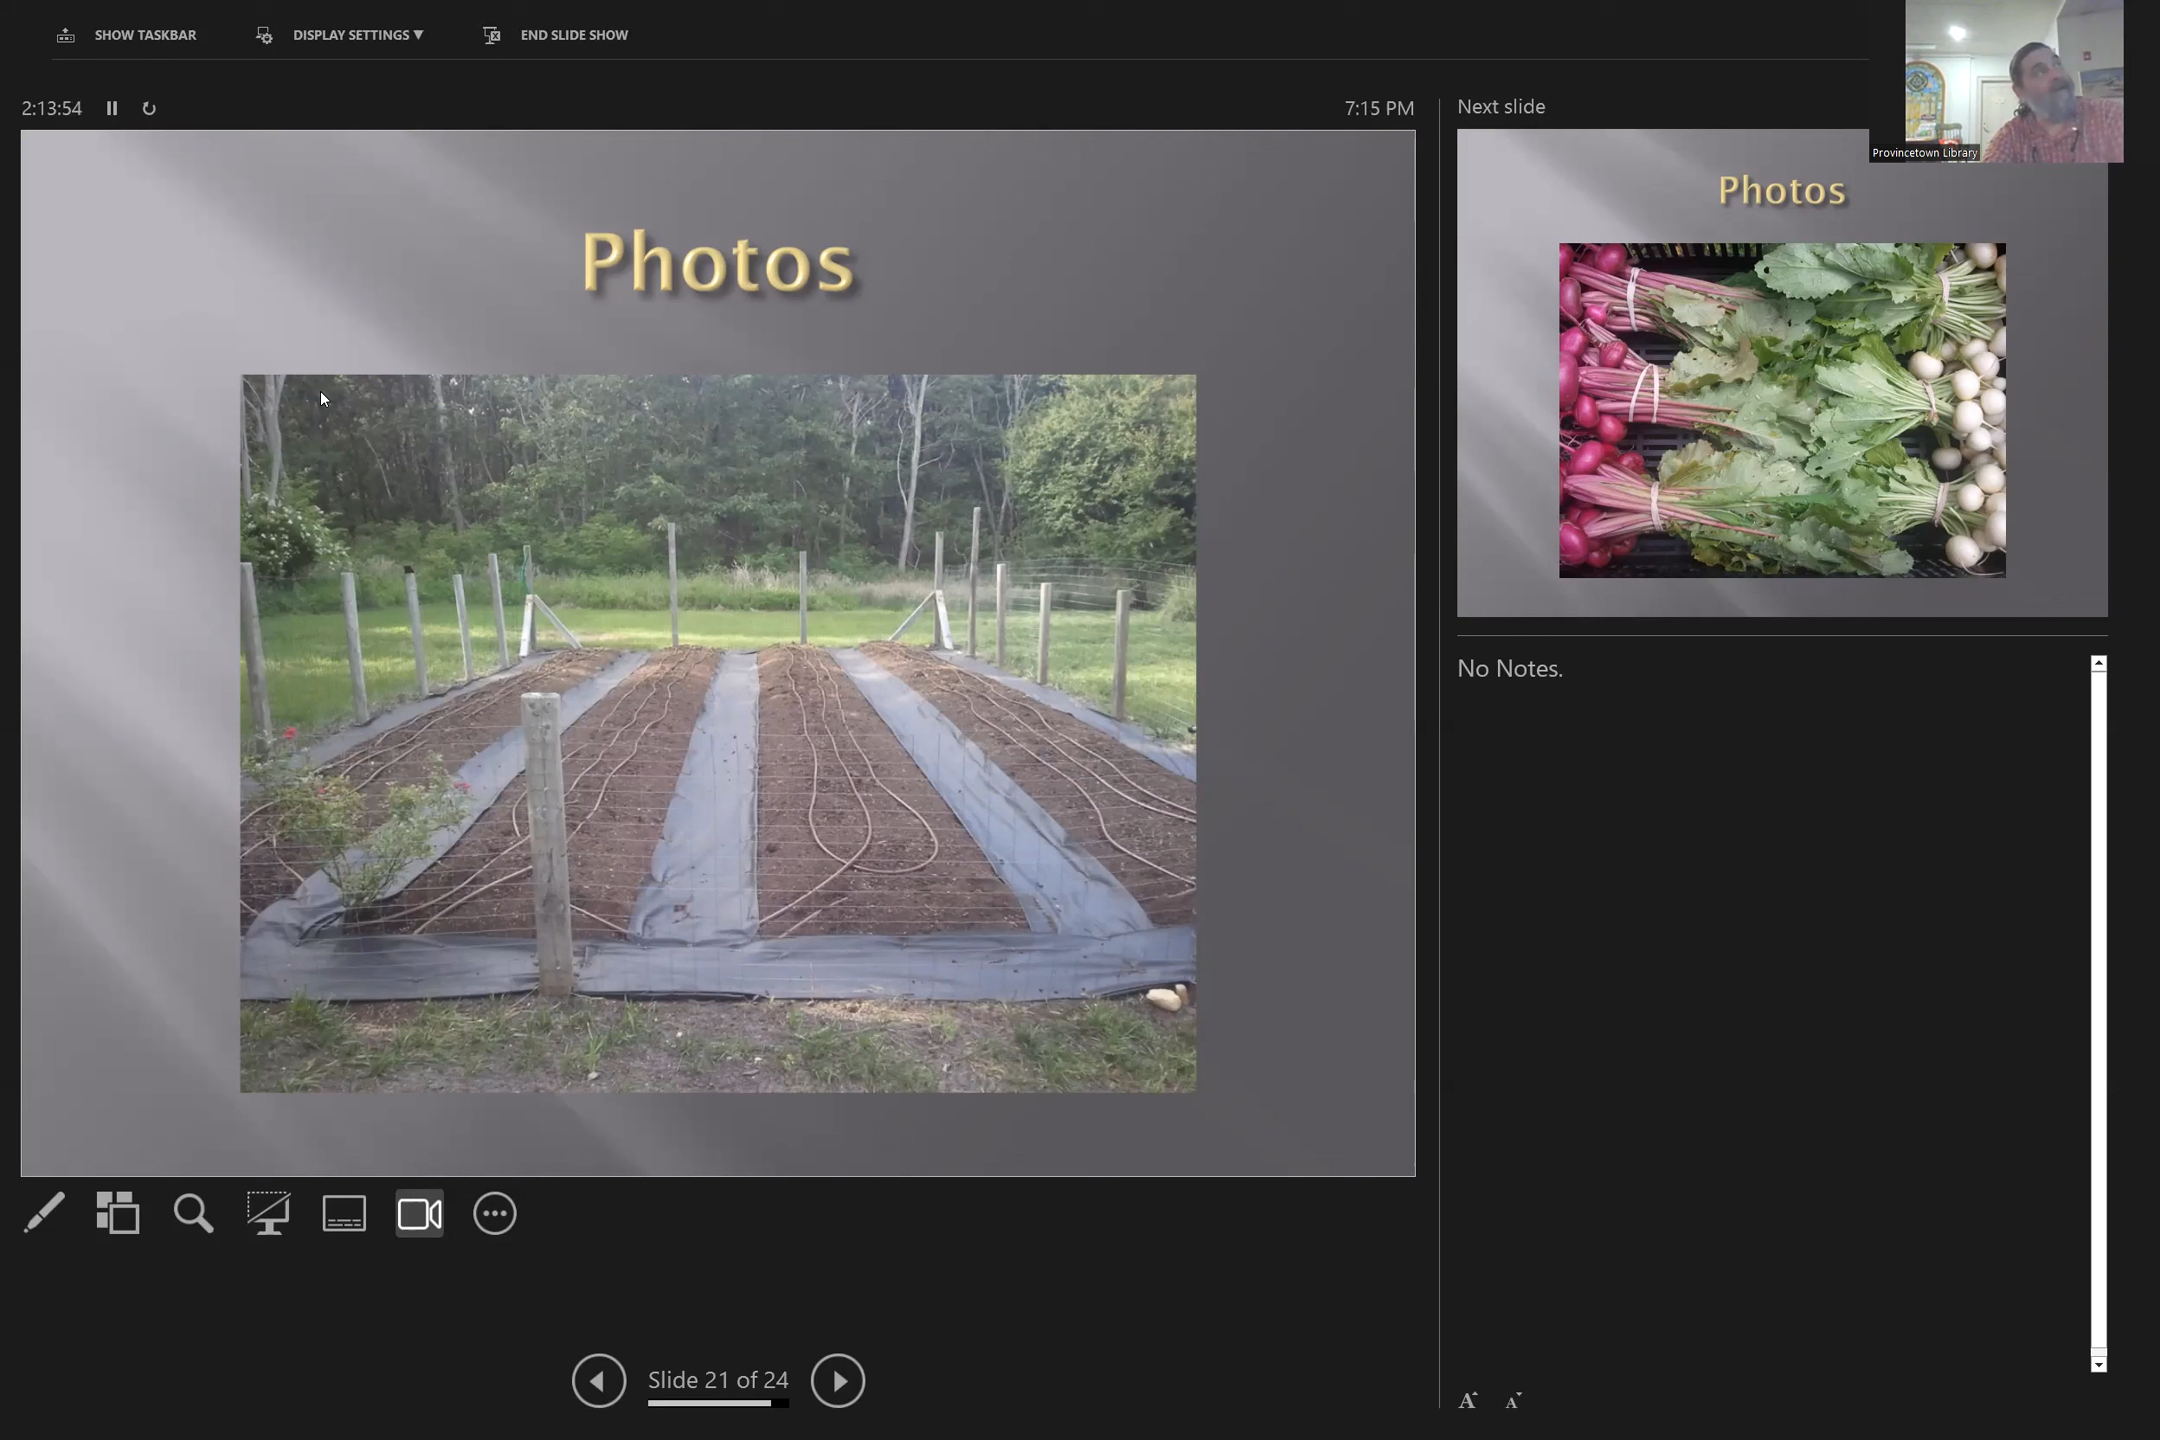 SHOW TASKBAR
DISPLAY SETTINGS ▼
END SLIDE SHOW
2:13:54
7:15 PM
Next slide
Provincetown Library
Photos
Photos
No Notes.
Slide 21 of 24
A A